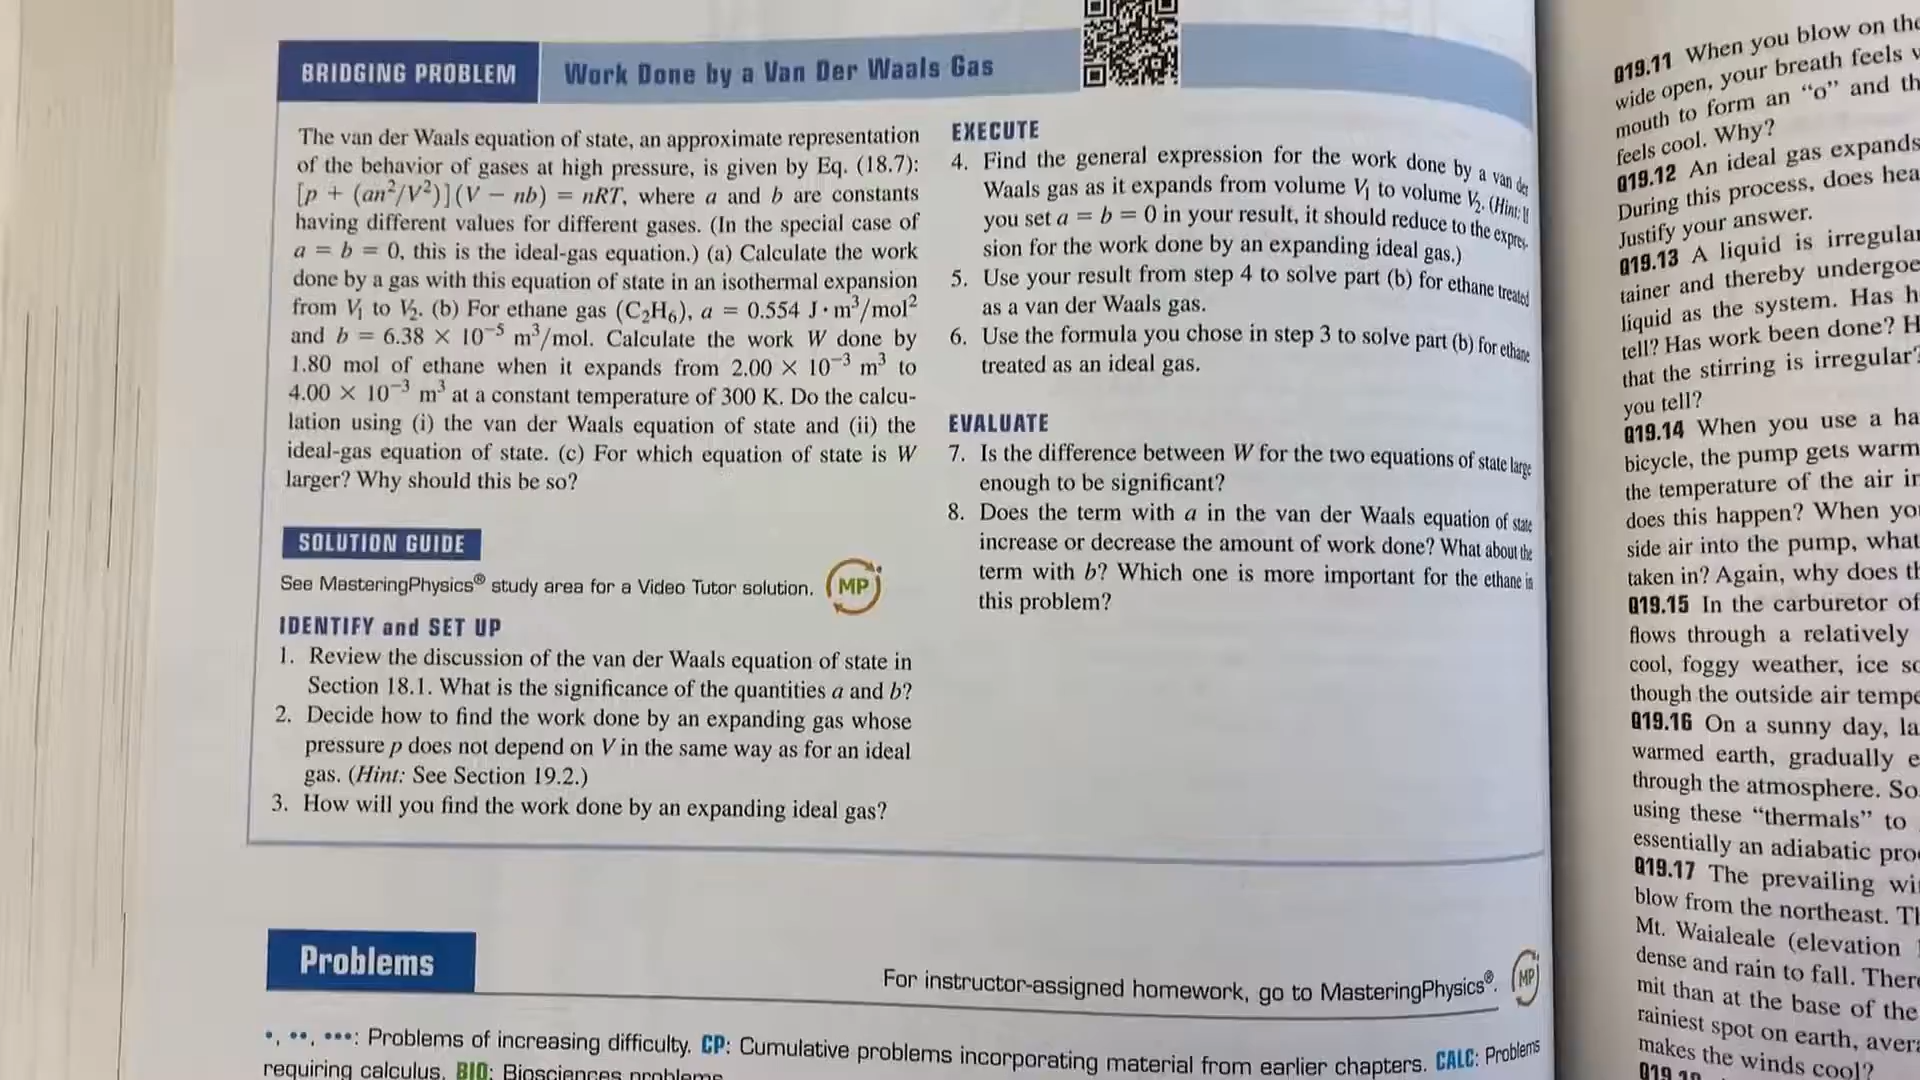 BRIDGING PROBLEM Work Done by a Van Der Waals Gas
The van der Waals equation of state, an approximate representation
of the behavior of gases at high pressure, is given by Eq. (18.7):
[p + (an²/V²)](V − nb) = nRT, where a and b are constants
having different values for different gases. (In the special case of
a = b = 0, this is the ideal-gas equation.) (a) Calculate the work
done by a gas with this equation of state in an isothermal expansion
from V₁ to V₂. (b) For ethane gas (C₂H₆), a = 0.554 J · m³/mol²
and b = 6.38 × 10⁻⁵ m³/mol. Calculate the work W done by
1.80 mol of ethane when it expands from 2.00 × 10⁻³ m³ to
4.00 × 10⁻³ m³ at a constant temperature of 300 K. Do the calcu-
lation using (i) the van der Waals equation of state and (ii) the
ideal-gas equation of state. (c) For which equation of state is W
larger? Why should this be so?
SOLUTION GUIDE
See MasteringPhysics® study area for a Video Tutor solution. MP
IDENTIFY and SET UP
1. Review the discussion of the van der Waals equation of state in
Section 18.1. What is the significance of the quantities a and b?
2. Decide how to find the work done by an expanding gas whose
pressure p does not depend on V in the same way as for an ideal
gas. (Hint: See Section 19.2.)
3. How will you find the work done by an expanding ideal gas?
EXECUTE
4. Find the general expression for the work done by a van der
Waals gas as it expands from volume V₁ to volume V₂. (Hint: If
you set a = b = 0 in your result, it should reduce to the expres-
sion for the work done by an expanding ideal gas.)
5. Use your result from step 4 to solve part (b) for ethane treated
as a van der Waals gas.
6. Use the formula you chose in step 3 to solve part (b) for ethane
treated as an ideal gas.
EVALUATE
7. Is the difference between W for the two equations of state large
enough to be significant?
8. Does the term with a in the van der Waals equation of state
increase or decrease the amount of work done? What about the
term with b? Which one is more important for the ethane in
this problem?
Problems
For instructor-assigned homework, go to MasteringPhysics®. MP
•, ••, •••: Problems of increasing difficulty. CP: Cumulative problems incorporating material from earlier chapters. CALC: Problems
requiring calculus. BIO: Biosciences problems
Q19.11 When you blow on the
wide open, your breath feels
mouth to form an "o" and
feels cool. Why?
Q19.12 An ideal gas expands
During this process, does
Justify your answer.
Q19.13 A liquid is
tainer and thereby
liquid as the system. Has
tell? Has work been done?
that the stirring is irregular?
you tell?
Q19.14 When you use a
bicycle, the pump gets warm
the temperature of the air
does this happen? When
side air into the pump, what
taken in? Again, why does
Q19.15 In the carburetor of
flows through a relatively
cool, foggy weather, ice
though the outside air
Q19.16 On a sunny day,
warmed earth, gradually
through the atmosphere.
using these "thermals" to
essentially an adiabatic
Q19.17 The prevailing
blow from the northeast.
Mt. Waialeale (elevation
dense and rain to fall.
mit than at the base of the
rainiest spot on earth,
makes the winds cool?